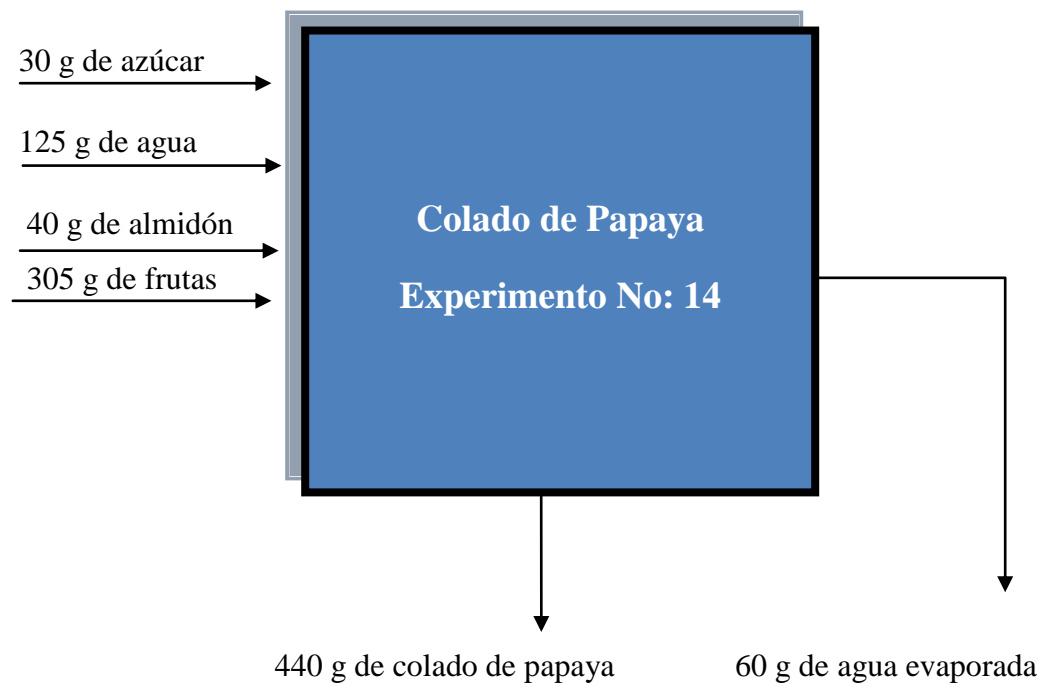 30 g de azúcar
125 g de agua
40 g de almidón
305 g de frutas
Colado de Papaya
Experimento No: 14
440 g de colado de papaya
60 g de agua evaporada